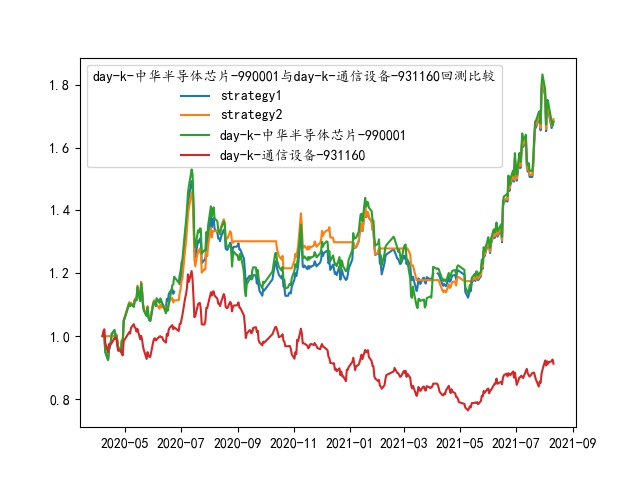 day-k-中华半导体芯片-990001与day-k-通信设备-931160回测比较
strategy1
strategy2
day-k-中华半导体芯片-990001
day-k-通信设备-931160
1.8
1.6
1.4
1.2
1.0
0.8
2020-05 2020-07 2020-09 2020-11 2021-01 2021-03 2021-05 2021-07 2021-09